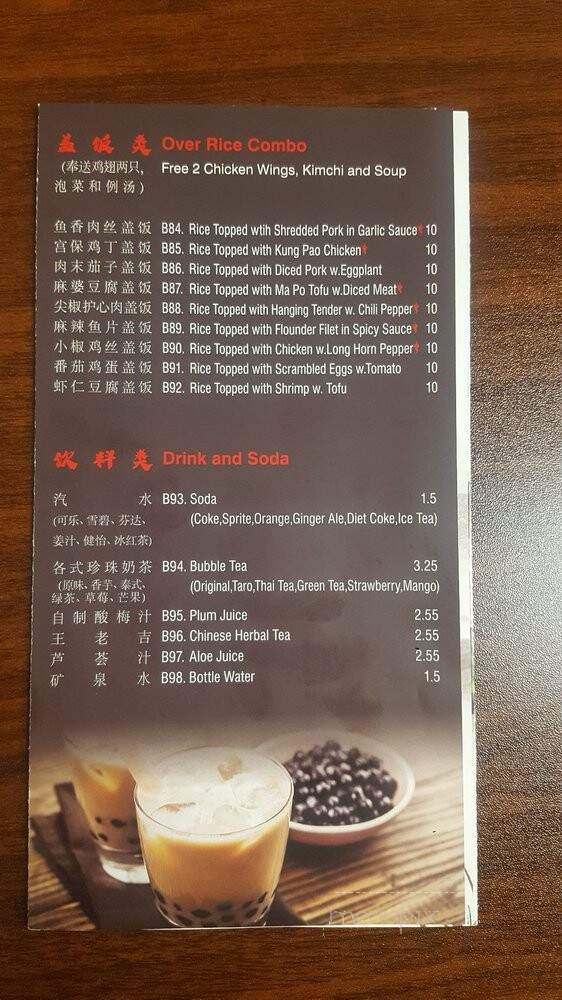 盖饭类 Over Rice Combo
(奉送鸡翅两只, Free 2 Chicken Wings, Kimchi and Soup
泡菜和例汤)
鱼香肉丝盖饭 B84. Rice Topped wtih Shredded Pork in Garlic Sauce 10
宫保鸡丁盖饭 B85. Rice Topped with Kung Pao Chicken 10
肉末茄子盖饭 B86. Rice Topped with Diced Pork w.Eggplant 10
麻婆豆腐盖饭 B87. Rice Topped with Ma Po Tofu w.Diced Meat 10
尖椒护心肉盖饭 B88. Rice Topped with Hanging Tender w. Chili Pepper 10
麻辣鱼片盖饭 B89. Rice Topped with Flounder Filet in Spicy Sauce 10
小椒鸡丝盖饭 B90. Rice Topped with Chicken w.Long Horn Pepper 10
番茄鸡蛋盖饭 B91. Rice Topped with Scrambled Eggs w.Tomato 10
虾仁豆腐盖饭 B92. Rice Topped with Shrimp w. Tofu 10
饮料类 Drink and Soda
汽水 B93. Soda 1.5
(可乐、雪碧、芬达、 (Coke,Sprite,Orange,Ginger Ale,Diet Coke,Ice Tea)
姜汁、健怡、冰红茶)
各式珍珠奶茶 B94. Bubble Tea 3.25
(原味、香芋、泰式、 (Original,Taro,Thai Tea,Green Tea,Strawberry,Mango)
绿茶、草莓、芒果)
自制酸梅汁 B95. Plum Juice 2.55
王老吉 B96. Chinese Herbal Tea 2.55
芦荟汁 B97. Aloe Juice 2.55
矿泉水 B98. Bottle Water 1.5